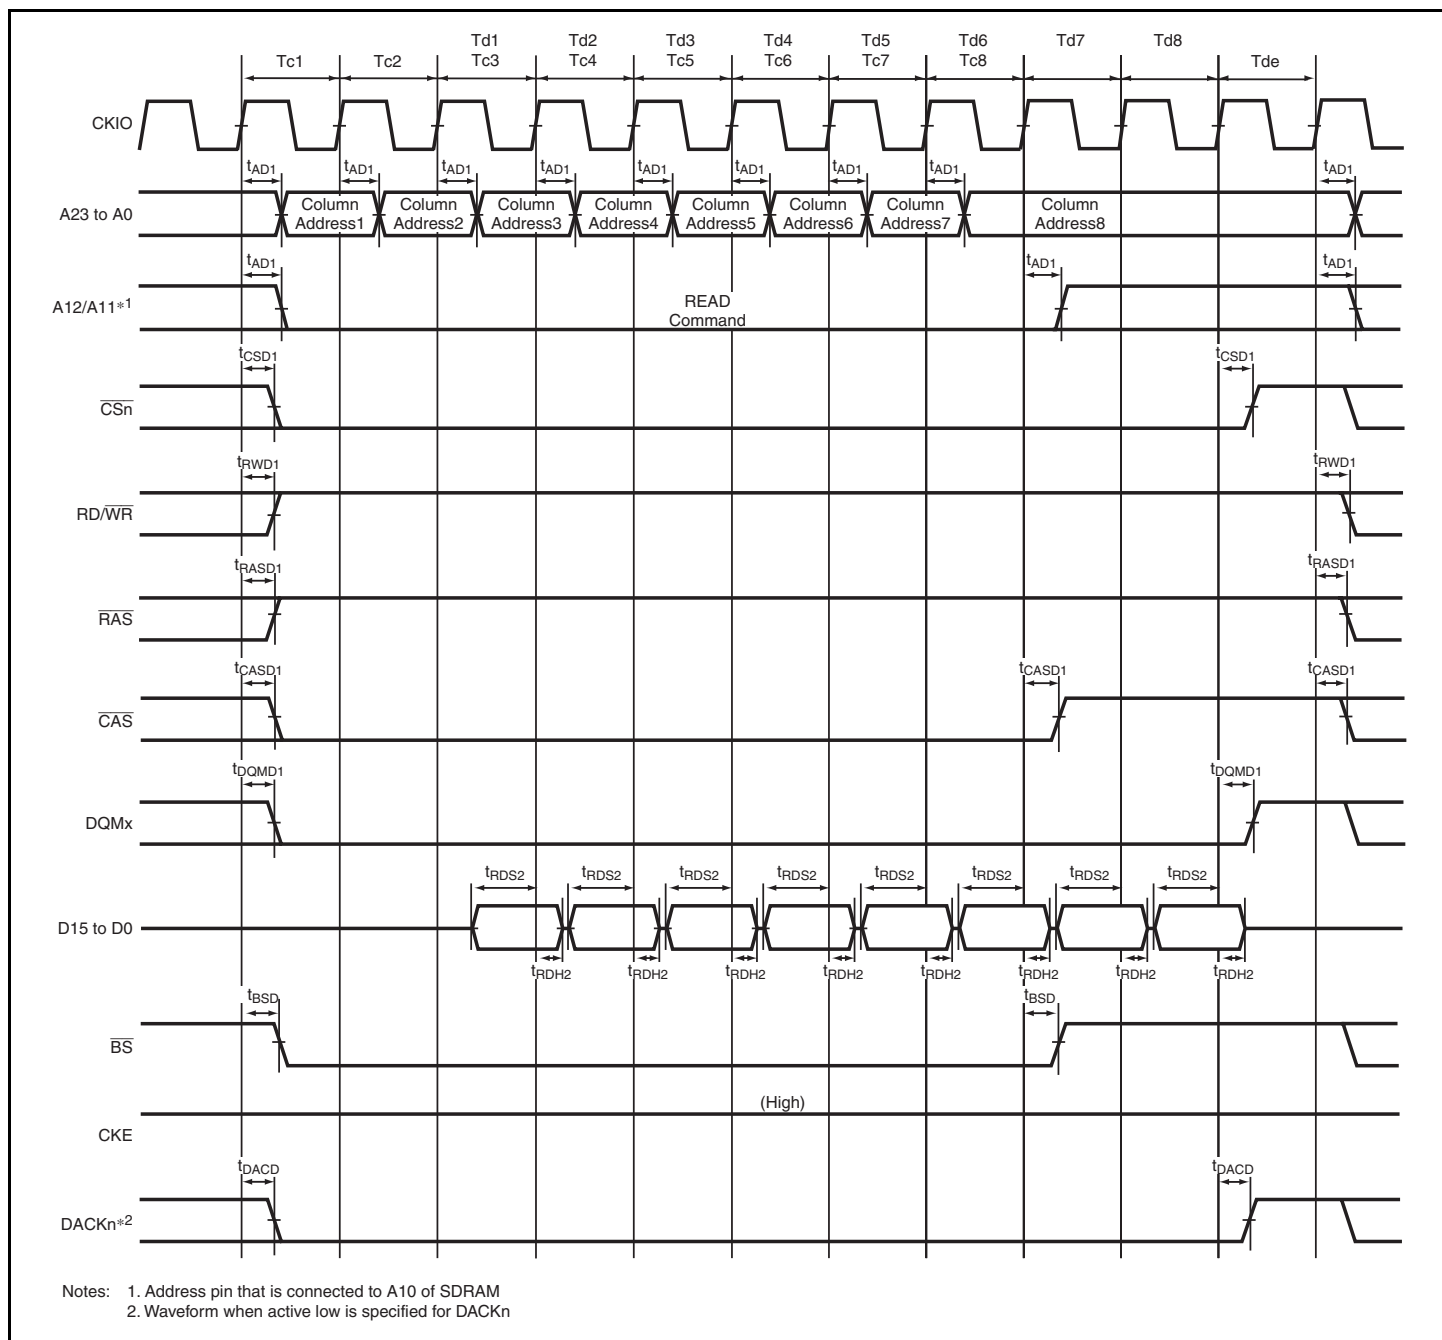 Td1 Td2 Td3 Td4 Td5 Td6 Td7 Td8
Tc1 Tc2 Tc3 Tc4 Tc5 Tc6 Tc7 Tc8 Tde
CKIO
tAD1 tAD1 tAD1 tAD1 tAD1 tAD1 tAD1 tAD1 tAD1
A23 to A0
Column Address1
Column Address2
Column Address3
Column Address4
Column Address5
Column Address6
Column Address7
Column Address8
tAD1 tAD1 tAD1
A12/A11*1
READ
Command
tCSD1 tCSD1
CSn
tRWD1 tRWD1
RD/WR
tRASD1 tRASD1
RAS
tCASD1 tCASD1 tCASD1
CAS
tDQMD1 tDQMD1
DQMx
tRDS2 tRDS2 tRDS2 tRDS2 tRDS2 tRDS2 tRDS2 tRDS2
D15 to D0
tRDH2 tRDH2 tRDH2 tRDH2 tRDH2 tRDH2 tRDH2 tRDH2
tBSD tBSD
BS
(High)
CKE
tDACD tDACD
DACKn*2
Notes: 1. Address pin that is connected to A10 of SDRAM
2. Waveform when active low is specified for DACKn